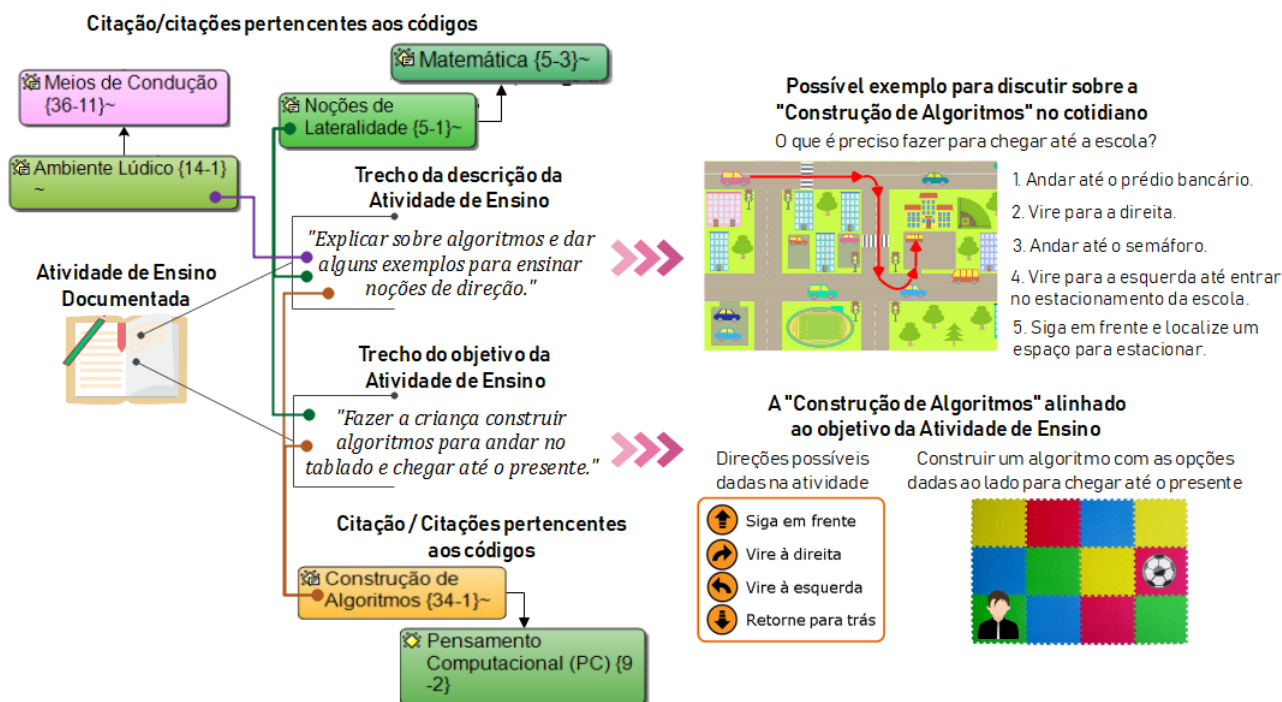 Citação/citações pertencentes aos códigos
Matemática {5-3}~
Meios de Condução
{36-11}~
Noções de
Lateralidade {5-1}~
Ambiente Lúdico {14-1}
~
Trecho da descrição da
Atividade de Ensino
"Explicar sobre algoritmos e dar
alguns exemplos para ensinar
noções de direção."
Atividade de Ensino
Documentada
Trecho do objetivo da
Atividade de Ensino
"Fazer a criança construir
algoritmos para andar no
tablado e chegar até o presente."
Citação / Citações pertencentes
aos códigos
Construção de
Algoritmos {34-1}~
Pensamento
Computacional (PC) {9
-2}
Possível exemplo para discutir sobre a
"Construção de Algoritmos" no cotidiano
O que é preciso fazer para chegar até a escola?
1. Andar até o prédio bancário.
2. Vire para a direita.
3. Andar até o semáforo.
4. Vire para a esquerda até entrar
no estacionamento da escola.
5. Siga em frente e localize um
espaço para estacionar.
A "Construção de Algoritmos" alinhado
ao objetivo da Atividade de Ensino
Direções possíveis
dadas na atividade
Siga em frente
Vire à direita
Vire à esquerda
Retorne para trás
Construir um algoritmo com as opções
dadas ao lado para chegar até o presente